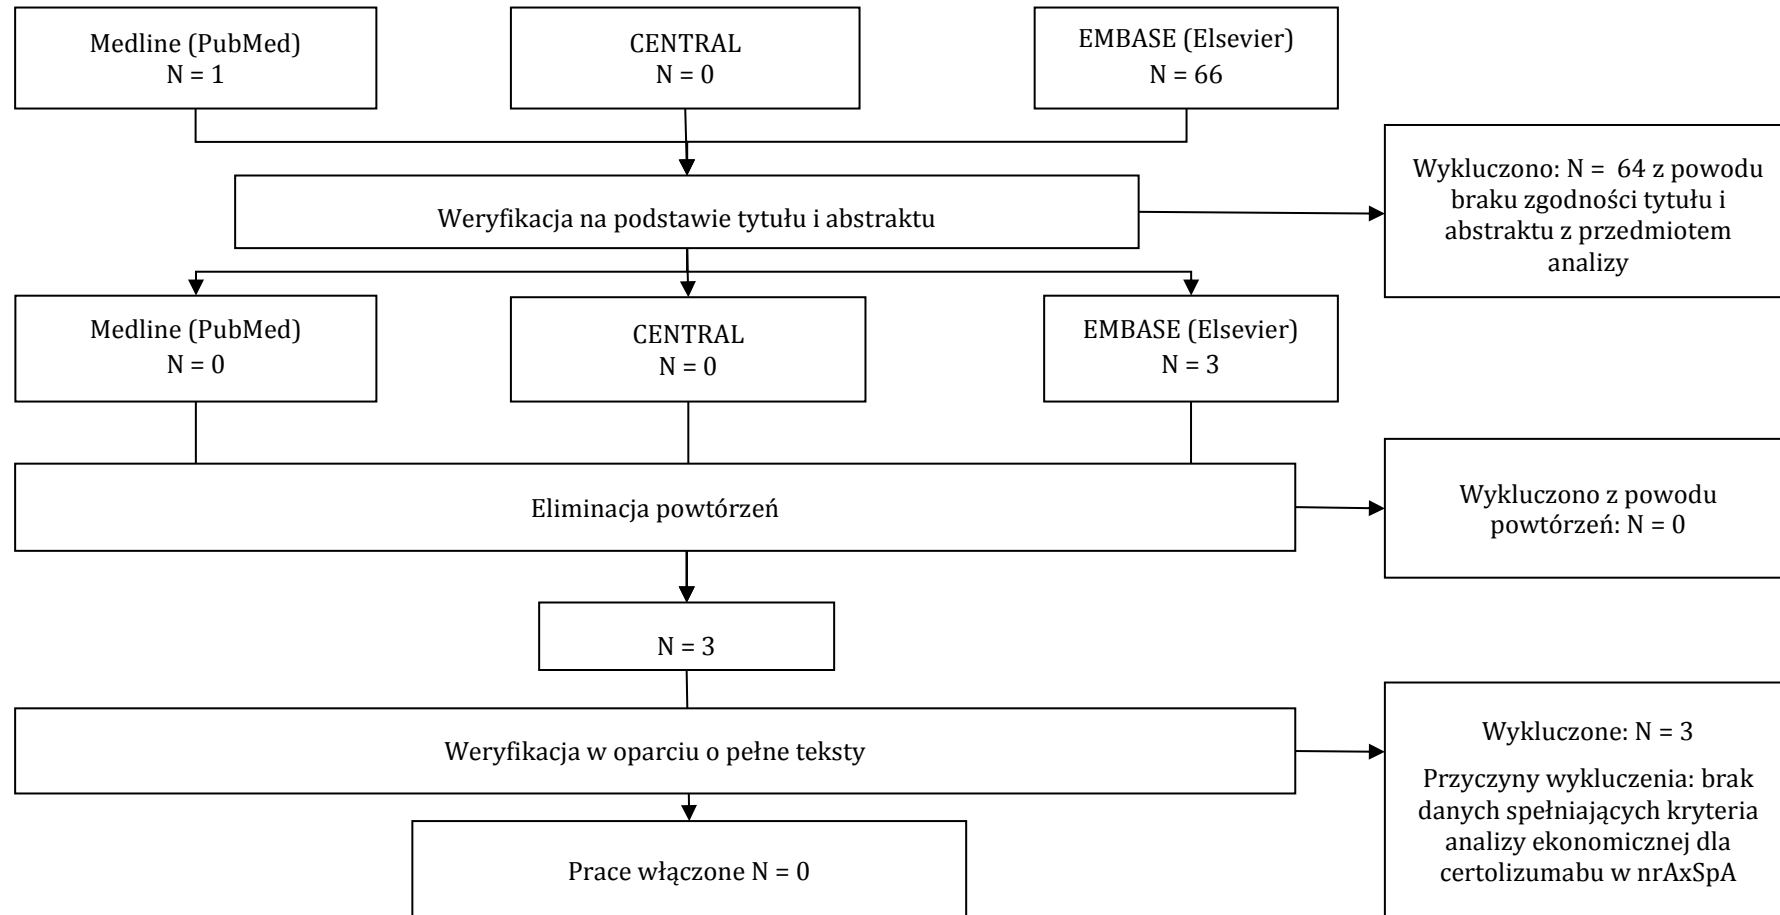 Medline (PubMed)
N = 1
CENTRAL
N = 0
EMBASE (Elsevier)
N = 66
Wykluczono: N =  64 z powodu
braku zgodności tytułu i
abstraktu z przedmiotem
analizy
Weryfikacja na podstawie tytułu i abstraktu
Medline (PubMed)
N = 0
CENTRAL
N = 0
EMBASE (Elsevier)
N = 3
Eliminacja powtórzeń
Wykluczono z powodu
powtórzeń: N = 0
N = 3
Weryfikacja w oparciu o pełne teksty
Wykluczone: N = 3
Przyczyny wykluczenia: brak
danych spełniających kryteria
analizy ekonomicznej dla
certolizumabu w nrAxSpA
Prace włączone N = 0